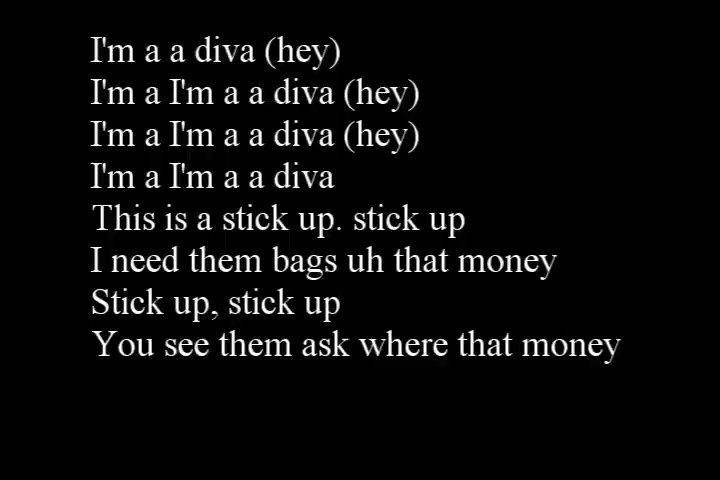 I'm a a diva (hey)
I'm a I'm a a diva (hey)
I'm a I'm a a diva (hey)
I'm a I'm a a diva
This is a stick up. stick up
I need them bags uh that money
Stick up, stick up
You see them ask where that money